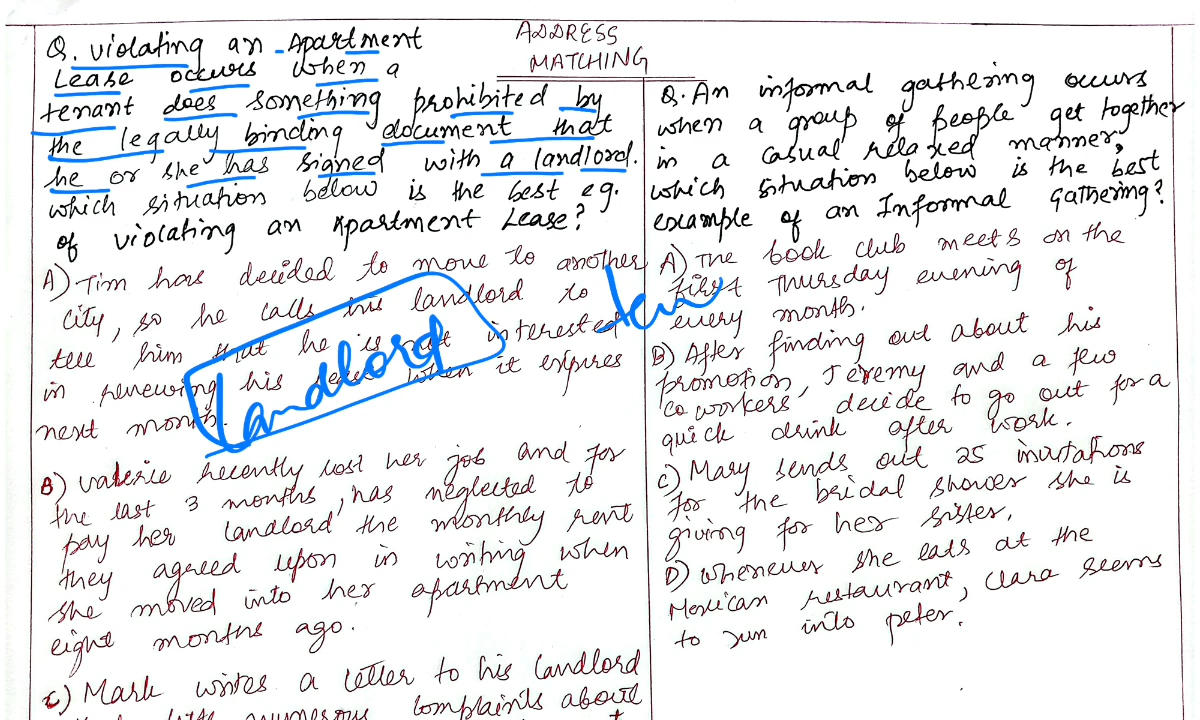 ADDRESS
MATCHING
Q. violating an Apartment
Lease occurs when a
tenant does something prohibited by
the legally binding document that
he or she has signed with a landlord.
which situation below is the best eg.
of violating an Apartment Lease?
A) Tim has decided to move to another
city, so he calls his landlord to
tell him that he is not interested
in renewing his lease when it expires
next month.
Landlord
ten
B) valerie recently lost her job and for
the last 3 months, has neglected to
pay her landlord the monthly rent
they agreed upon in writing when
she moved into her apartment
eight months ago.
C) Mark writes a letter to his landlord
numerous complaints about
Q. An informal gathering occurs
when a group of people get together
in a casual relaxed manner,
which situation below is the best
example of an Informal Gathering?
A) The book club meets on the
first Thursday evening of
every month.
B) After finding out about his
promotion, Jeremy and a few
co workers decide to go out for a
quick drink after work.
C) Mary sends out 25 invitations
for the bridal shower she is
giving for her sister.
D) whenever she eats at the
Mexican restaurant, Clara seems
to run into peter.